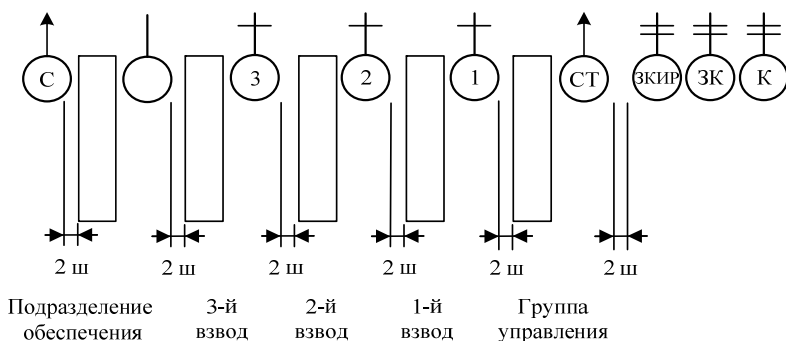 С 3 2 1 СТ ЗКИР ЗК К
2 ш 2 ш 2 ш 2 ш 2 ш 2 ш
Подразделение 3-й 2-й 1-й Группа
обеспечения взвод взвод взвод управления